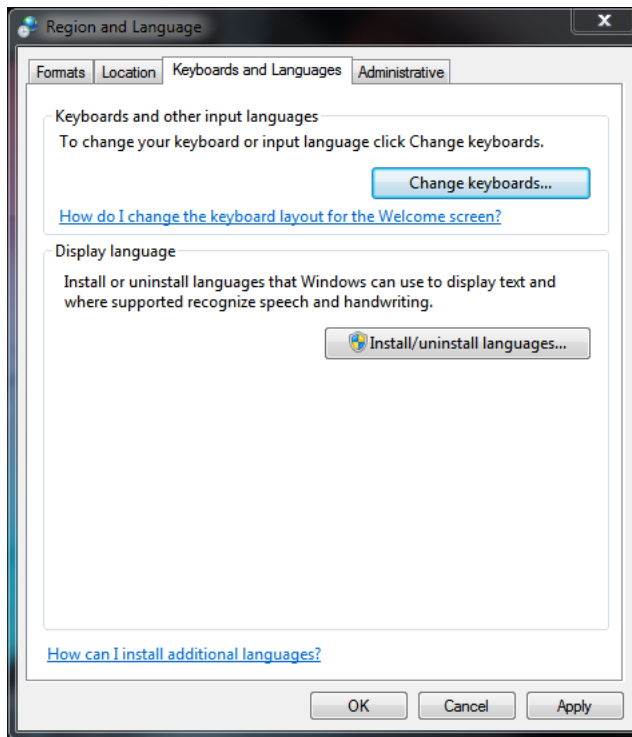 Region and Language
Formats Location Keyboards and Languages Administrative
Keyboards and other input languages
To change your keyboard or input language click Change keyboards.
Change keyboards...
How do I change the keyboard layout for the Welcome screen?
Display language
Install or uninstall languages that Windows can use to display text and
where supported recognize speech and handwriting.
Install/uninstall languages...
How can I install additional languages?
OK Cancel Apply